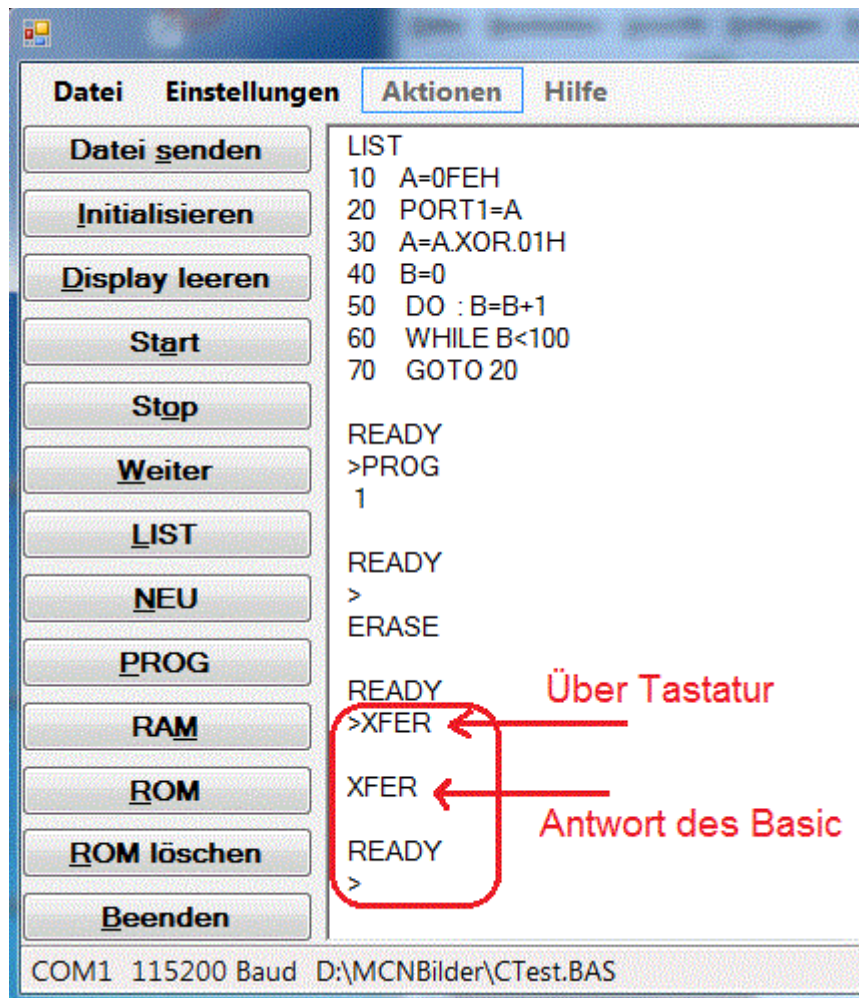 Datei Einstellungen Aktionen Hilfe
Datei senden
Initialisieren
Display leeren
Start
Stop
Weiter
LIST
NEU
PROG
RAM
ROM
ROM löschen
Beenden
LIST
10 A=0FEH
20 PORT1=A
30 A=A.XOR.01H
40 B=0
50 DO : B=B+1
60 WHILE B<100
70 GOTO 20
READY
>PROG
1
READY
>
ERASE
READY
>XFER
Über Tastatur
XFER
Antwort des Basic
READY
>
COM1 115200 Baud D:\MCNBilder\CTest.BAS